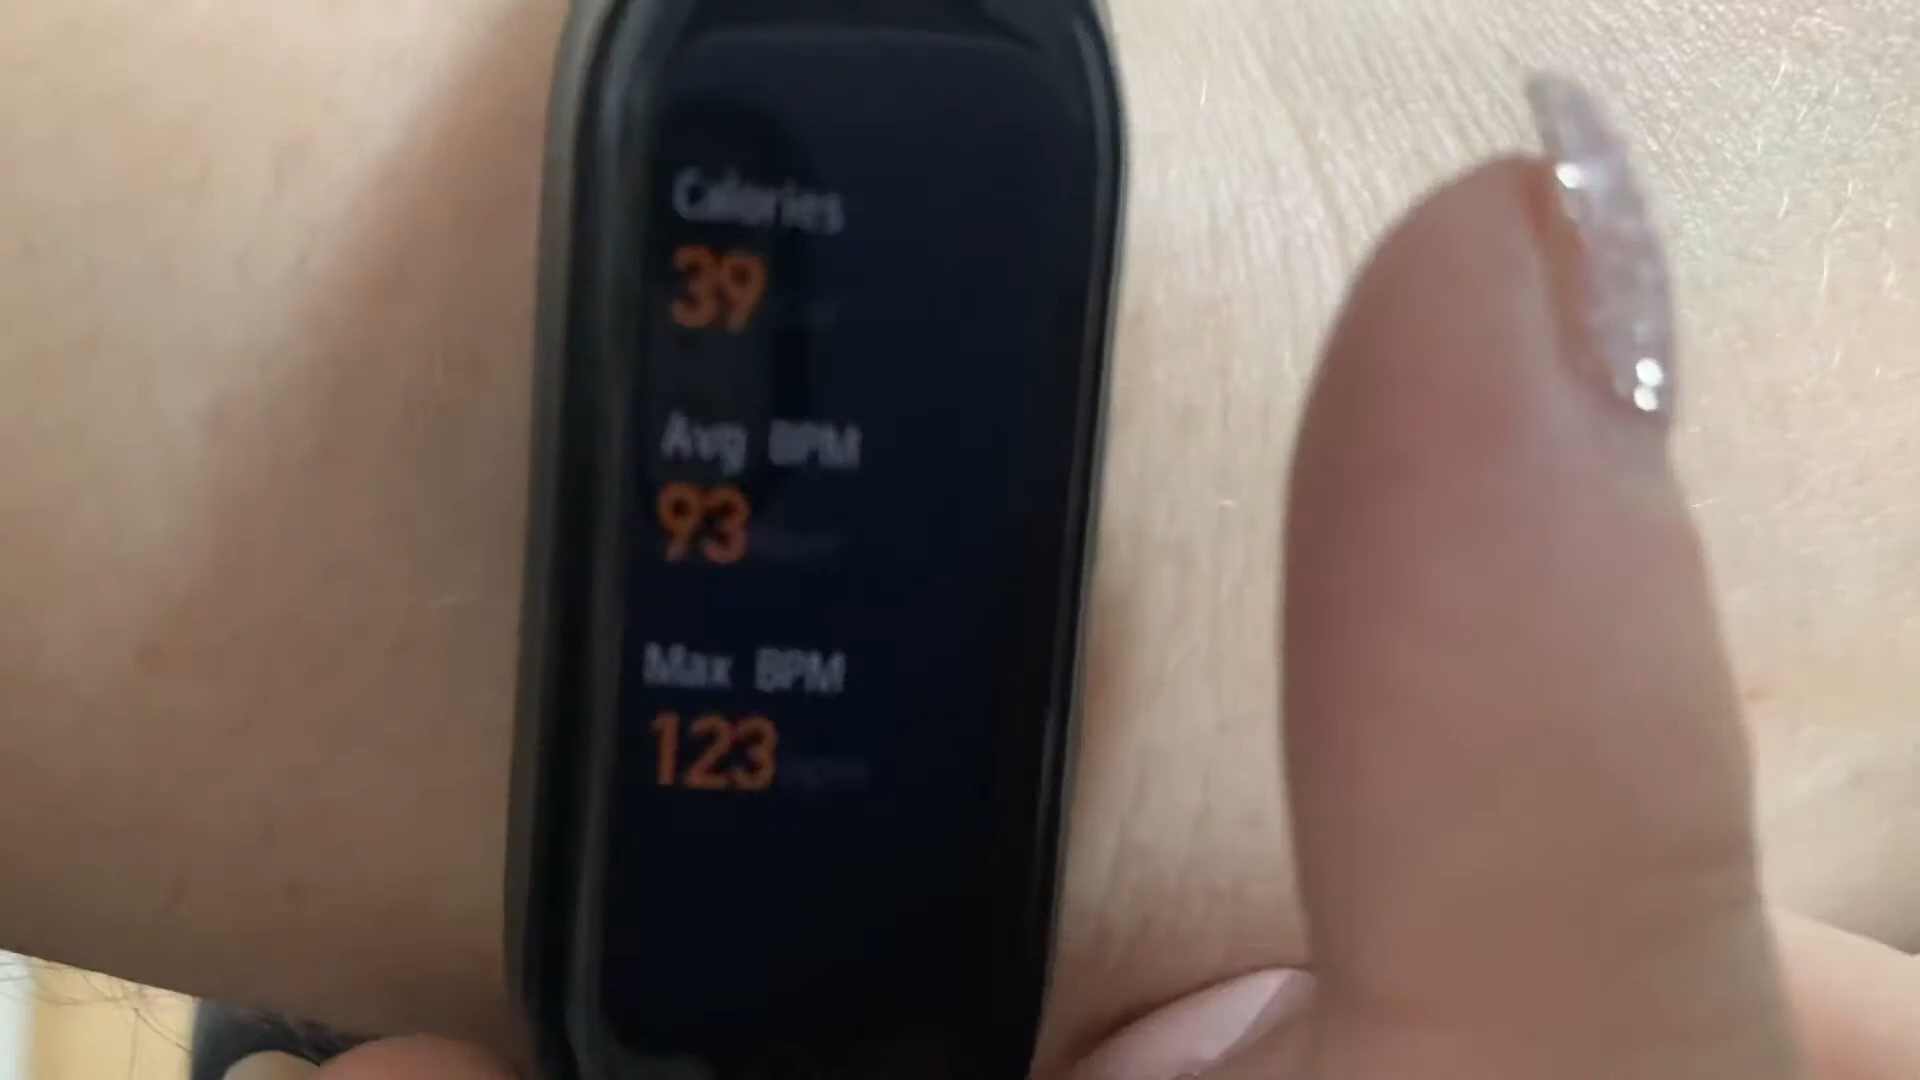 Calories
39
Avg BPM
93
Max BPM
123